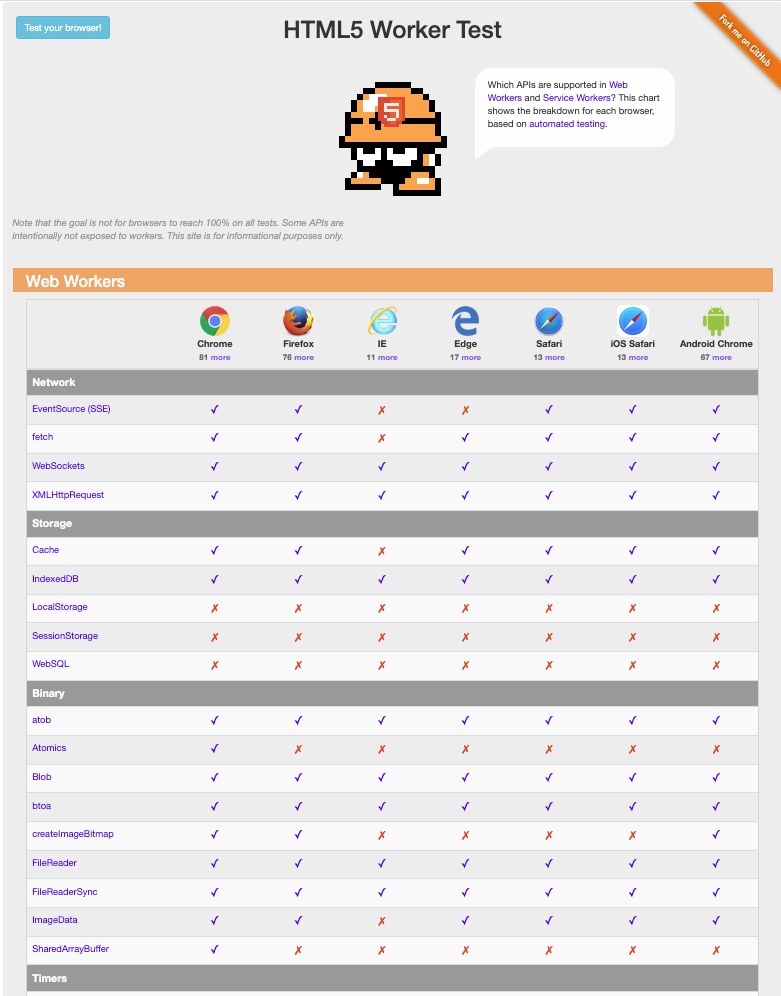 Test your browser!
HTML5 Worker Test
Fork me on GitHub
5
Which APIs are supported in Web
Workers and Service Workers? This chart
shows the breakdown for each browser,
based on automated testing.
Note that the goal is not for browsers to reach 100% on all tests. Some APIs are
intentionally not exposed to workers. This site is for informational purposes only.
Web Workers
Chrome Firefox IE Edge Safari iOS Safari Android Chrome
81 more 76 more 11 more 17 more 13 more 13 more 67 more
Network
EventSource (SSE) ✓ ✓ ✗ ✗ ✓ ✓ ✓
fetch ✓ ✓ ✗ ✓ ✓ ✓ ✓
WebSockets ✓ ✓ ✓ ✓ ✓ ✓ ✓
XMLHttpRequest ✓ ✓ ✓ ✓ ✓ ✓ ✓
Storage
Cache ✓ ✓ ✗ ✓ ✓ ✓ ✓
IndexedDB ✓ ✓ ✓ ✓ ✓ ✓ ✓
LocalStorage ✗ ✗ ✗ ✗ ✗ ✗ ✗
SessionStorage ✗ ✗ ✗ ✗ ✗ ✗ ✗
WebSQL ✗ ✗ ✗ ✗ ✗ ✗ ✗
Binary
atob ✓ ✓ ✓ ✓ ✓ ✓ ✓
Atomics ✓ ✗ ✗ ✗ ✗ ✗ ✗
Blob ✓ ✓ ✓ ✓ ✓ ✓ ✓
btoa ✓ ✓ ✓ ✓ ✓ ✓ ✓
createImageBitmap ✓ ✓ ✗ ✗ ✗ ✗ ✓
FileReader ✓ ✓ ✓ ✓ ✓ ✓ ✓
FileReaderSync ✓ ✓ ✓ ✓ ✓ ✓ ✓
ImageData ✓ ✓ ✗ ✓ ✓ ✓ ✓
SharedArrayBuffer ✓ ✗ ✗ ✗ ✗ ✗ ✗
Timers